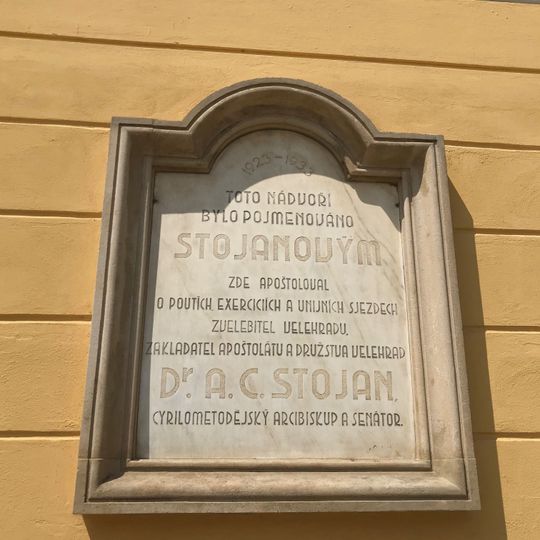 1923-1938
TOTO NÁDVOŘÍ
BYLO POJMENOVÁNO
STOJANOVÝM
ZDE APOŠTOLOVAL
O POUTÍCH EXERCICIÍCH A UNIJNÍCH SJEZDECH
ZVELEBITEL VELEHRADU,
ZAKLADATEL APOŠTOLÁTU A DRUŽSTVA VELEHRAD
Dr. A. C. STOJAN,
CYRILOMETODĚJSKÝ ARCIBISKUP A SENÁTOR.